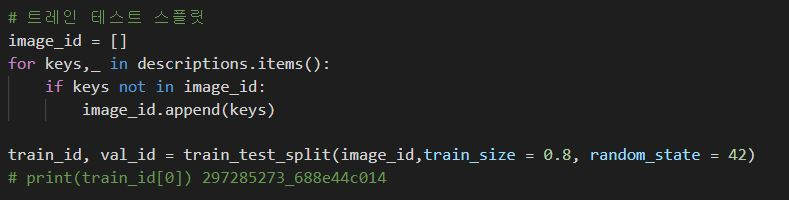 # 트레인 테스트 스플릿
image_id = []
for keys,_ in descriptions.items():
    if keys not in image_id:
        image_id.append(keys)
train_id, val_id = train_test_split(image_id,train_size = 0.8, random_state = 42)
# print(train_id[0]) 297285273_688e44c014